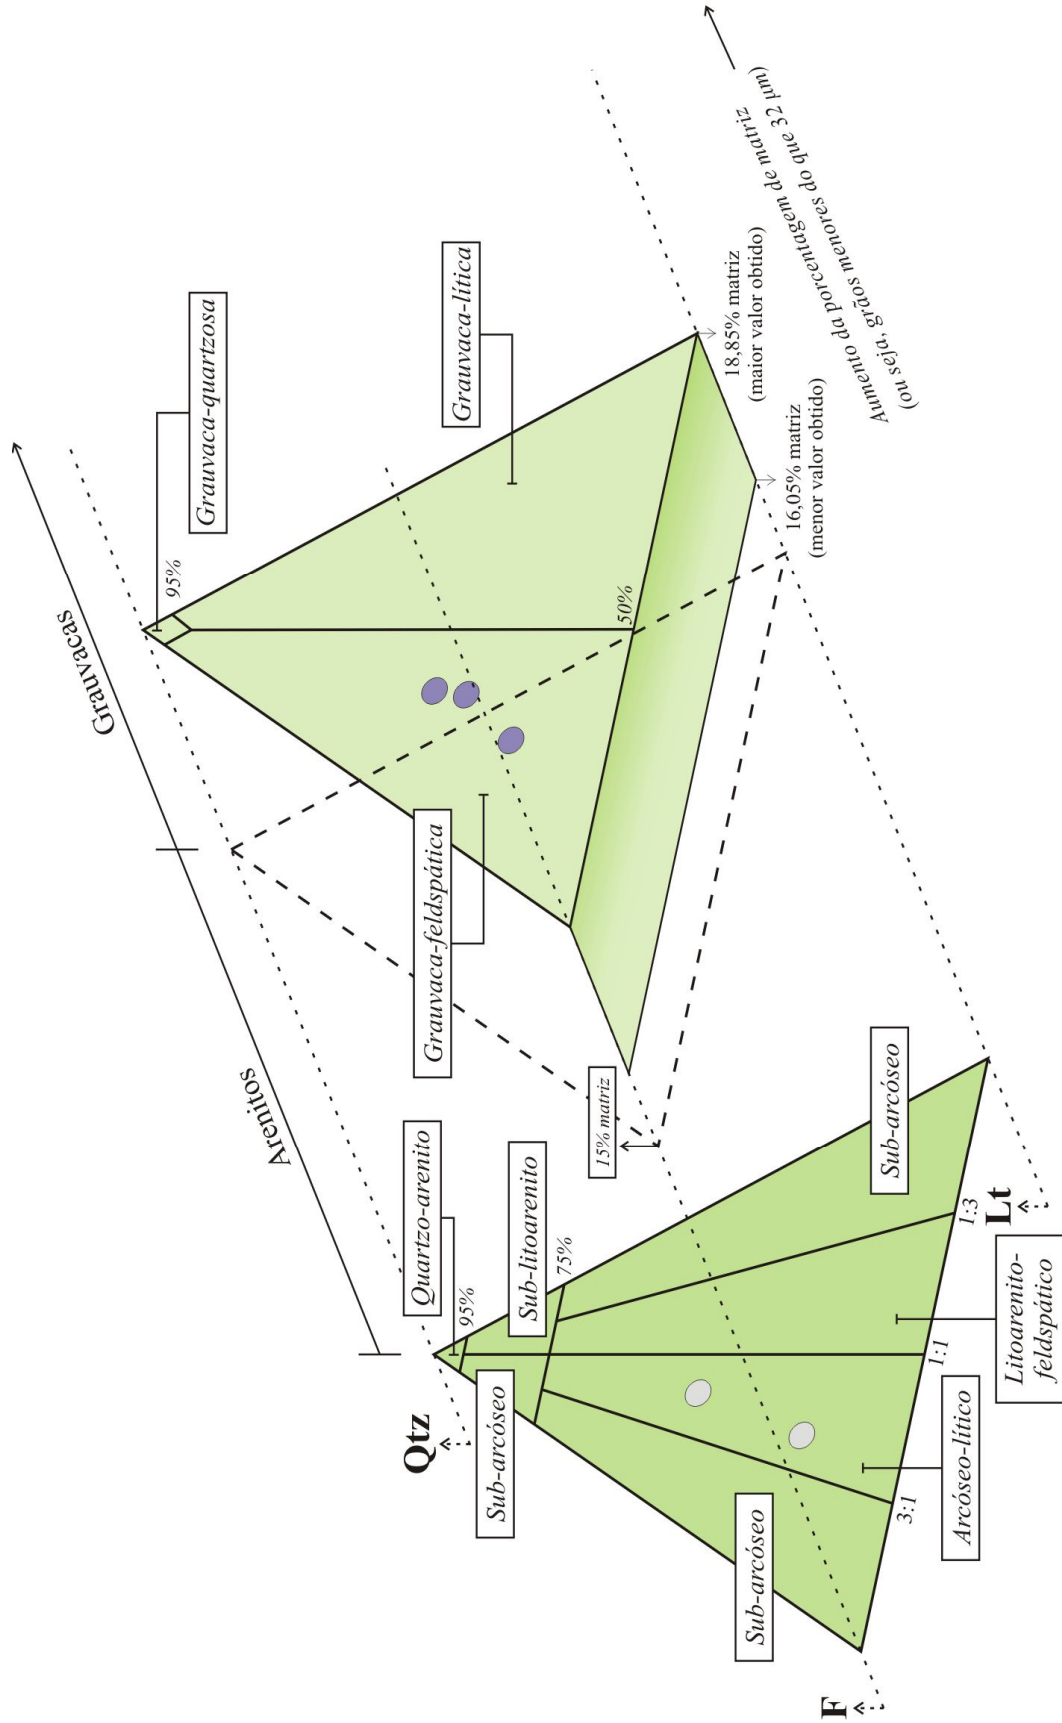 Arenitos
Grauvacas
Qtz
Quartzo-arenito
95%
Sub-arcóseo
Sub-litoarenito
75%
Sub-arcóseo
Sub-arcóseo
F
3:1
1:1
1:3
Lt
Arcóseo-lítico
Litoarenito-
feldspático
15% matriz
Grauvaca-quartzosa
95%
Grauvaca-feldspática
Grauvaca-lítica
50%
16,05% matriz
(menor valor obtido)
18,85% matriz
(maior valor obtido)
Aumento da porcentagem de matriz
(ou seja, grãos menores do que 32 µm)